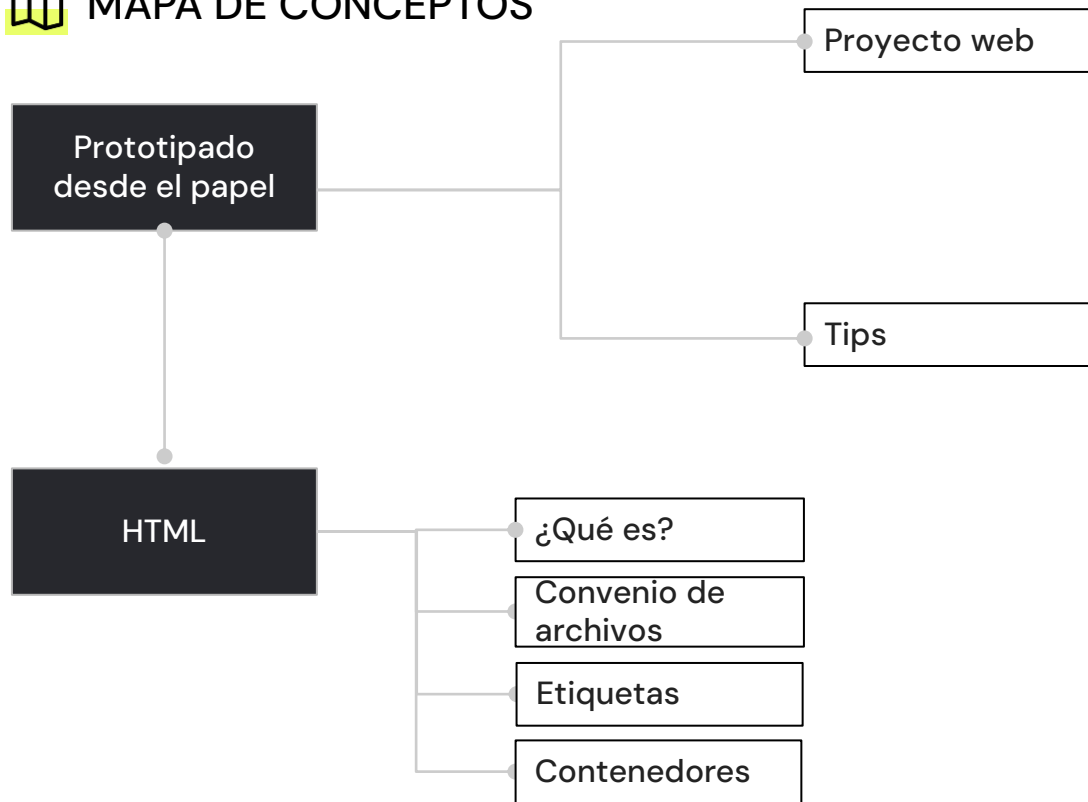 MAPA DE CONCEPTOS
Proyecto web
Prototipado
desde el papel
Tips
HTML
¿Qué es?
Convenio de
archivos
Etiquetas
Contenedores